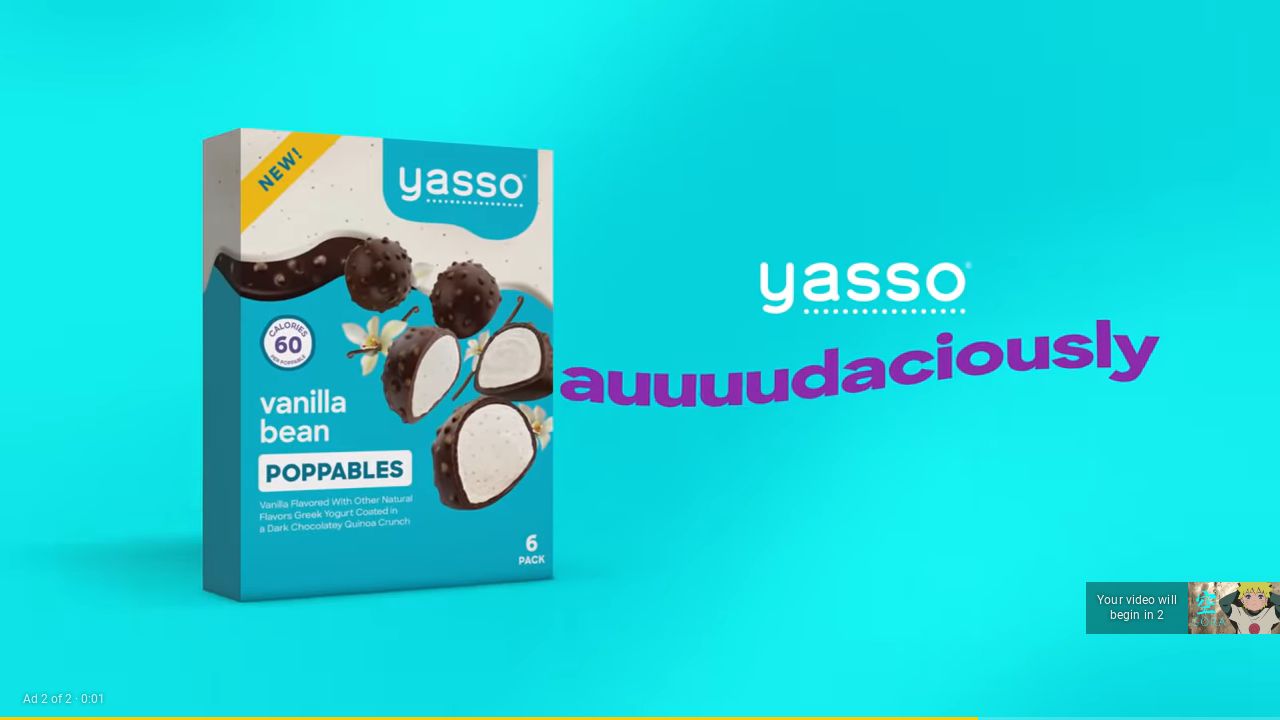 NEW!
yasso
CALORIES
60
PER POPPABLE
vanilla
bean
POPPABLES
Vanilla Flavored With Other Natural
Flavors Greek Yogurt Coated in
a Dark Chocolatey Quinoa Crunch
6
PACK
yasso
auuuudaciously
Your video will
begin in 2
空
SORA
Ad 2 of 2 · 0:01